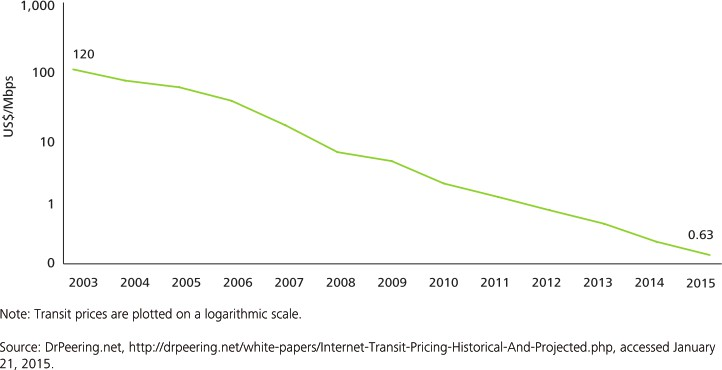 1,000
120
100
US$/Mbps
10
1
0.63
0
2003 2004 2005 2006 2007 2008 2009 2010 2011 2012 2013 2014 2015
Note: Transit prices are plotted on a logarithmic scale.
Source: DrPeering.net, http://drpeering.net/white-papers/Internet-Transit-Pricing-Historical-And-Projected.php, accessed January
21, 2015.